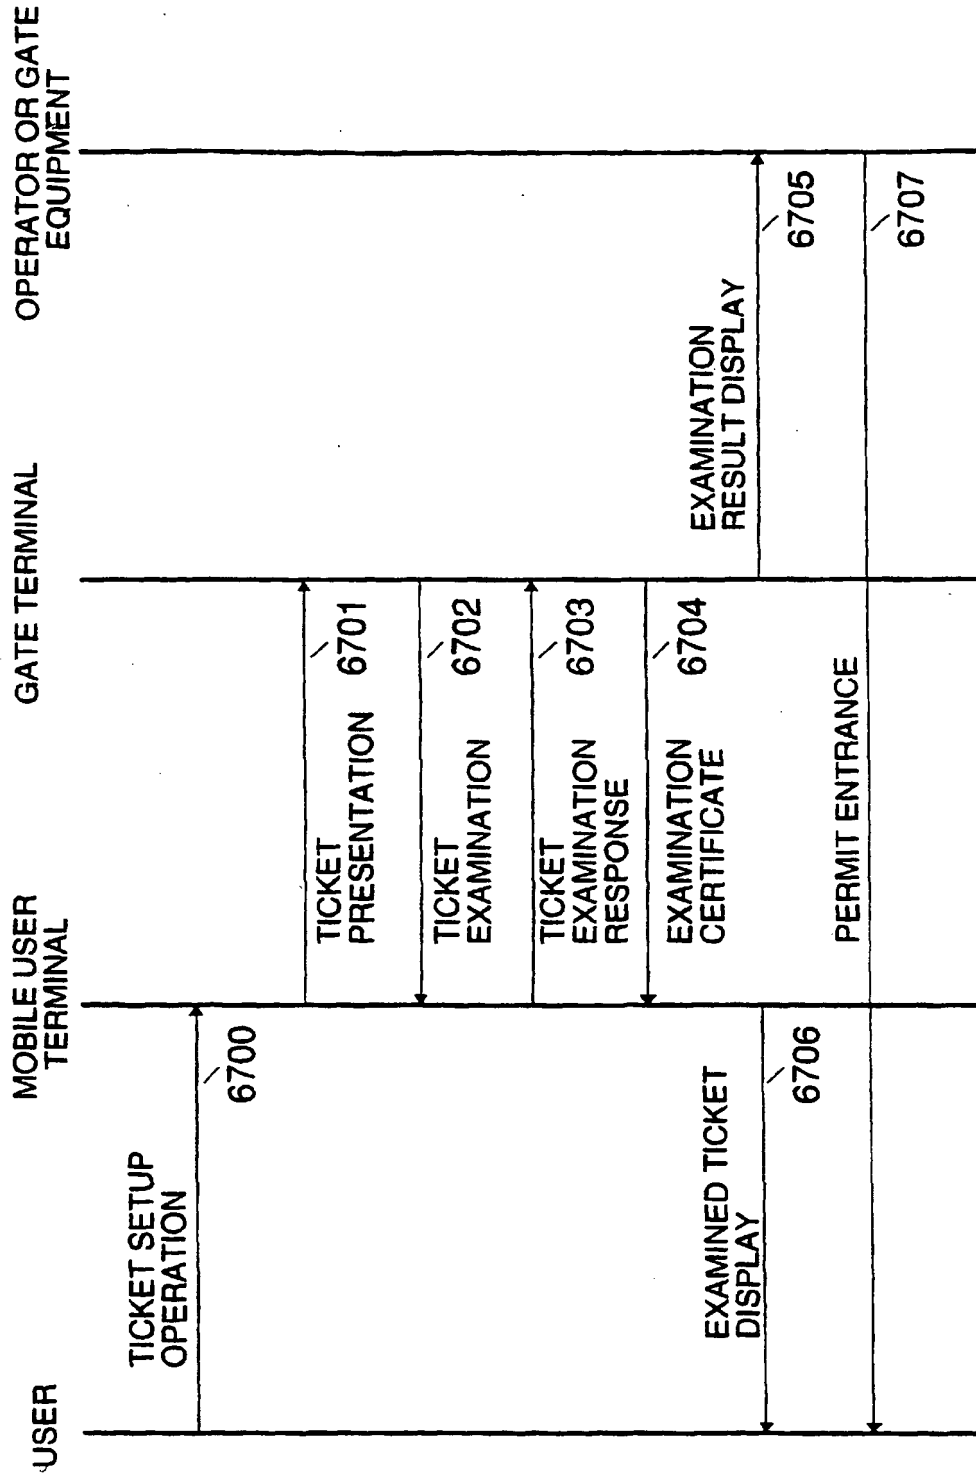 USER
MOBILE USER
TERMINAL
GATE TERMINAL
OPERATOR OR GATE
EQUIPMENT
TICKET SETUP
OPERATION
6700
TICKET
PRESENTATION
6701
TICKET
EXAMINATION
6702
TICKET
EXAMINATION
RESPONSE
6703
EXAMINATION
CERTIFICATE
6704
EXAMINATION
RESULT DISPLAY
6705
EXAMINED TICKET
DISPLAY
6706
PERMIT ENTRANCE
6707